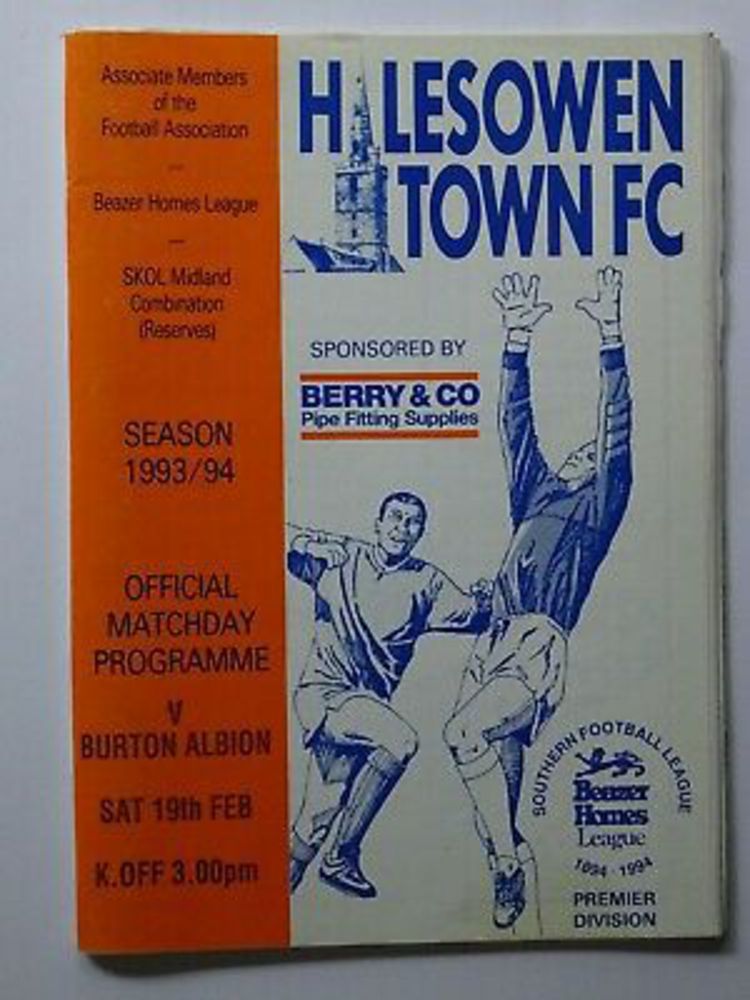 Associate Members
of the
Football Association
—
Beazer Homes League
—
SKOL Midland
Combination
(Reserves)
SEASON
1993/94
OFFICIAL
MATCHDAY
PROGRAMME
V
BURTON ALBION
SAT 19th FEB
K.OFF 3.00pm
H LESOWEN
TOWN FC
SPONSORED BY
BERRY & CO
Pipe Fitting Supplies
SOUTHERN FOOTBALL LEAGUE
Beazer
Homes
League
1894 - 1994
PREMIER
DIVISION